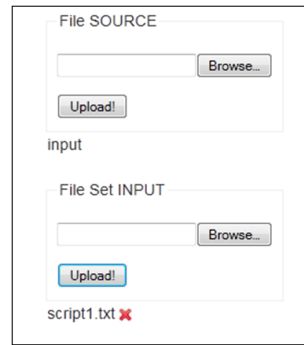 File SOURCE
Browse...
Upload!
input
File Set INPUT
Browse...
Upload!
script1.txt